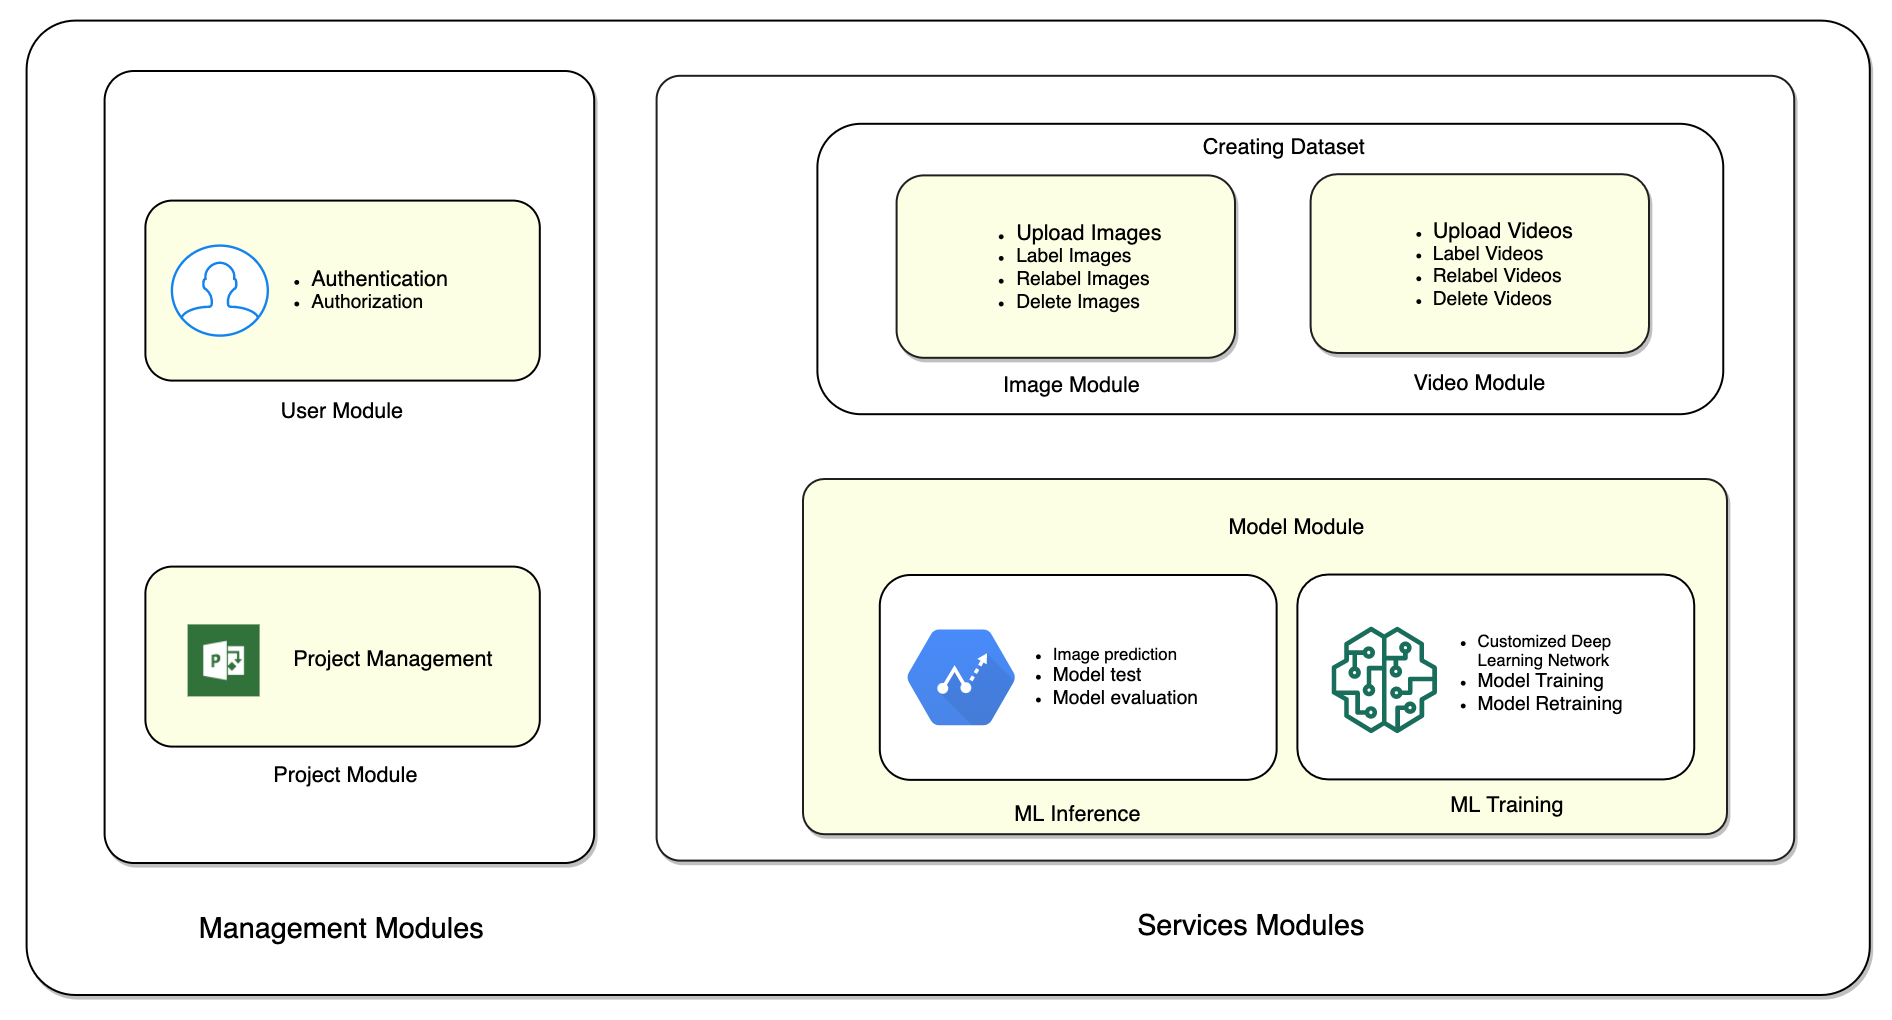 Authentication
Authorization
User Module
P
Project Management
Project Module
Management Modules
Creating Dataset
Upload Images
Label Images
Relabel Images
Delete Images
Image Module
Upload Videos
Label Videos
Relabel Videos
Delete Videos
Video Module
Model Module
Image prediction
Model test
Model evaluation
ML Inference
Customized Deep
Learning Network
Model Training
Model Retraining
ML Training
Services Modules